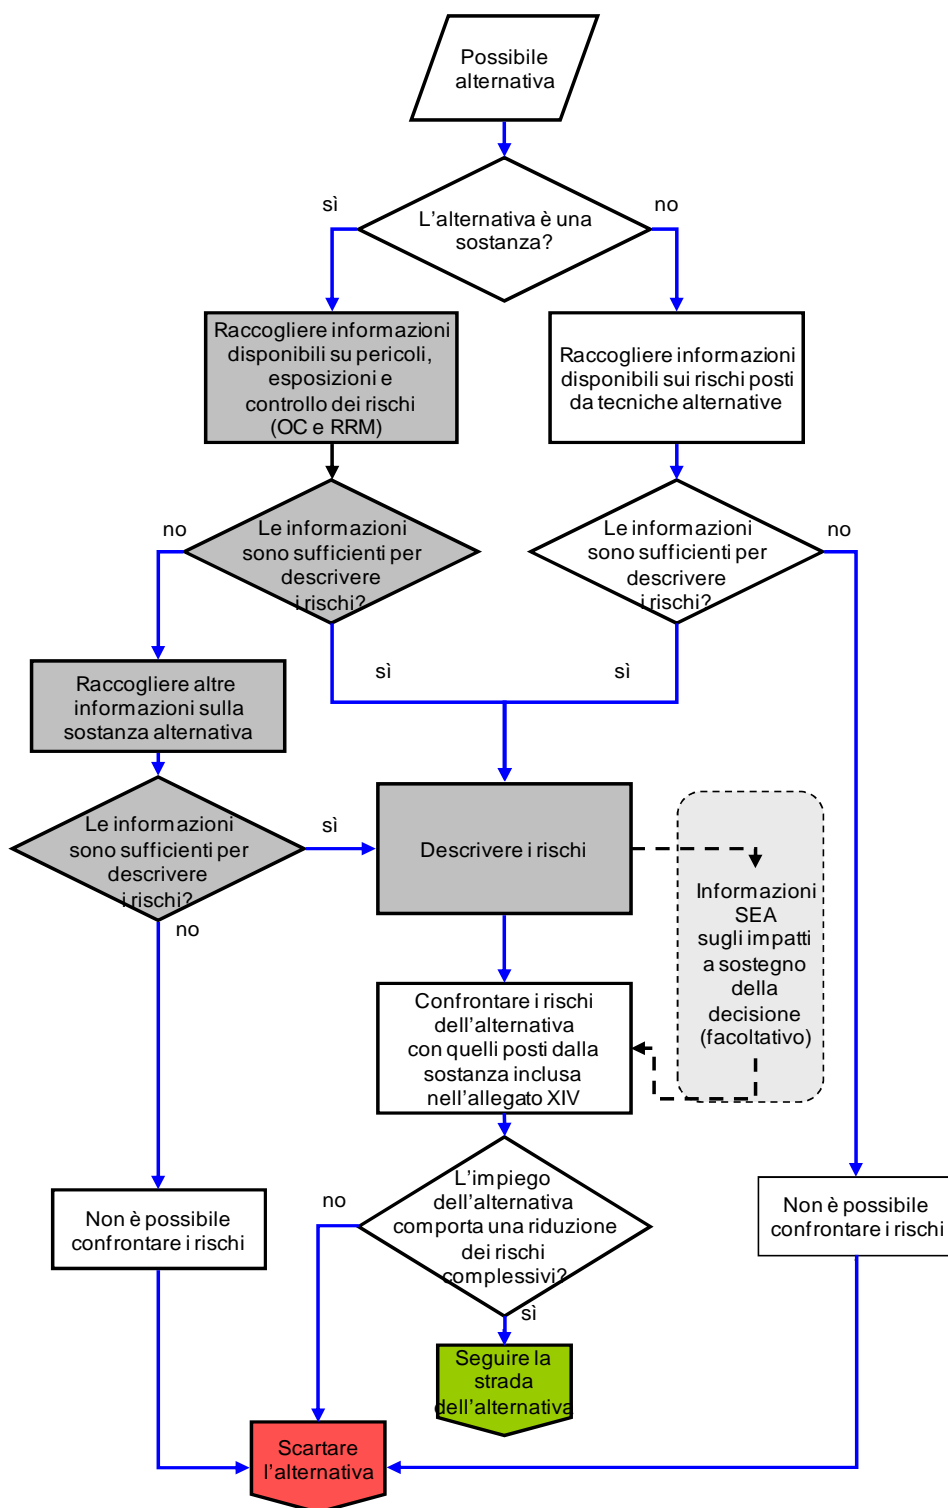 Possibile
alternativa
sì
no
L'alternativa è una
sostanza?
Raccogliere informazioni
disponibili su pericoli,
esposizioni e
controllo dei rischi
(OC e RRM)
Raccogliere informazioni
disponibili sui rischi posti
da tecniche alternative
no
Le informazioni
sono sufficienti per
descrivere
i rischi?
Le informazioni
sono sufficienti per
descrivere
i rischi?
no
sì
sì
Raccogliere altre
informazioni sulla
sostanza alternativa
Le informazioni
sono sufficienti per
descrivere
i rischi?
sì
no
Descrivere i rischi
Informazioni
SEA
sugli impatti
a sostegno
della
decisione
(facoltativo)
Confrontare i rischi
dell'alternativa
con quelli posti dalla
sostanza inclusa
nell'allegato XIV
L'impiego
dell'alternativa
comporta una riduzione
dei rischi
complessivi?
no
sì
Non è possibile
confrontare i rischi
Non è possibile
confrontare i rischi
Seguire la
strada
dell'alternativa
Scartare
l'alternativa